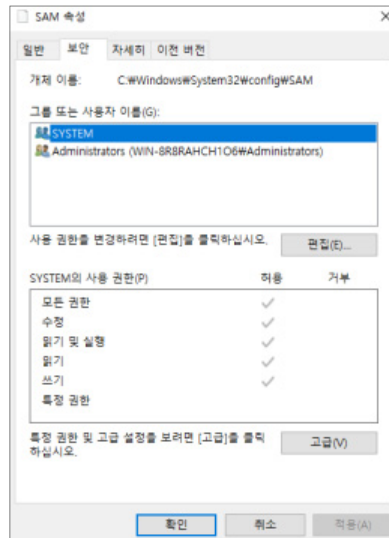 SAM 속성
일반 보안 자세히 이전 버전
개체 이름: C:₩Windows₩System32₩config₩SAM
그룹 또는 사용자 이름(G):
SYSTEM
Administrators (WIN-8R8RAHCH1O6₩Administrators)
사용 권한을 변경하려면 [편집]을 클릭하십시오. 편집(E)...
SYSTEM의 사용 권한(P) 허용 거부
모든 권한
수정
읽기 및 실행
읽기
쓰기
특정 권한
특정 권한 및 고급 설정을 보려면 [고급]을 클릭
하십시오. 고급(V)
확인 취소 적용(A)